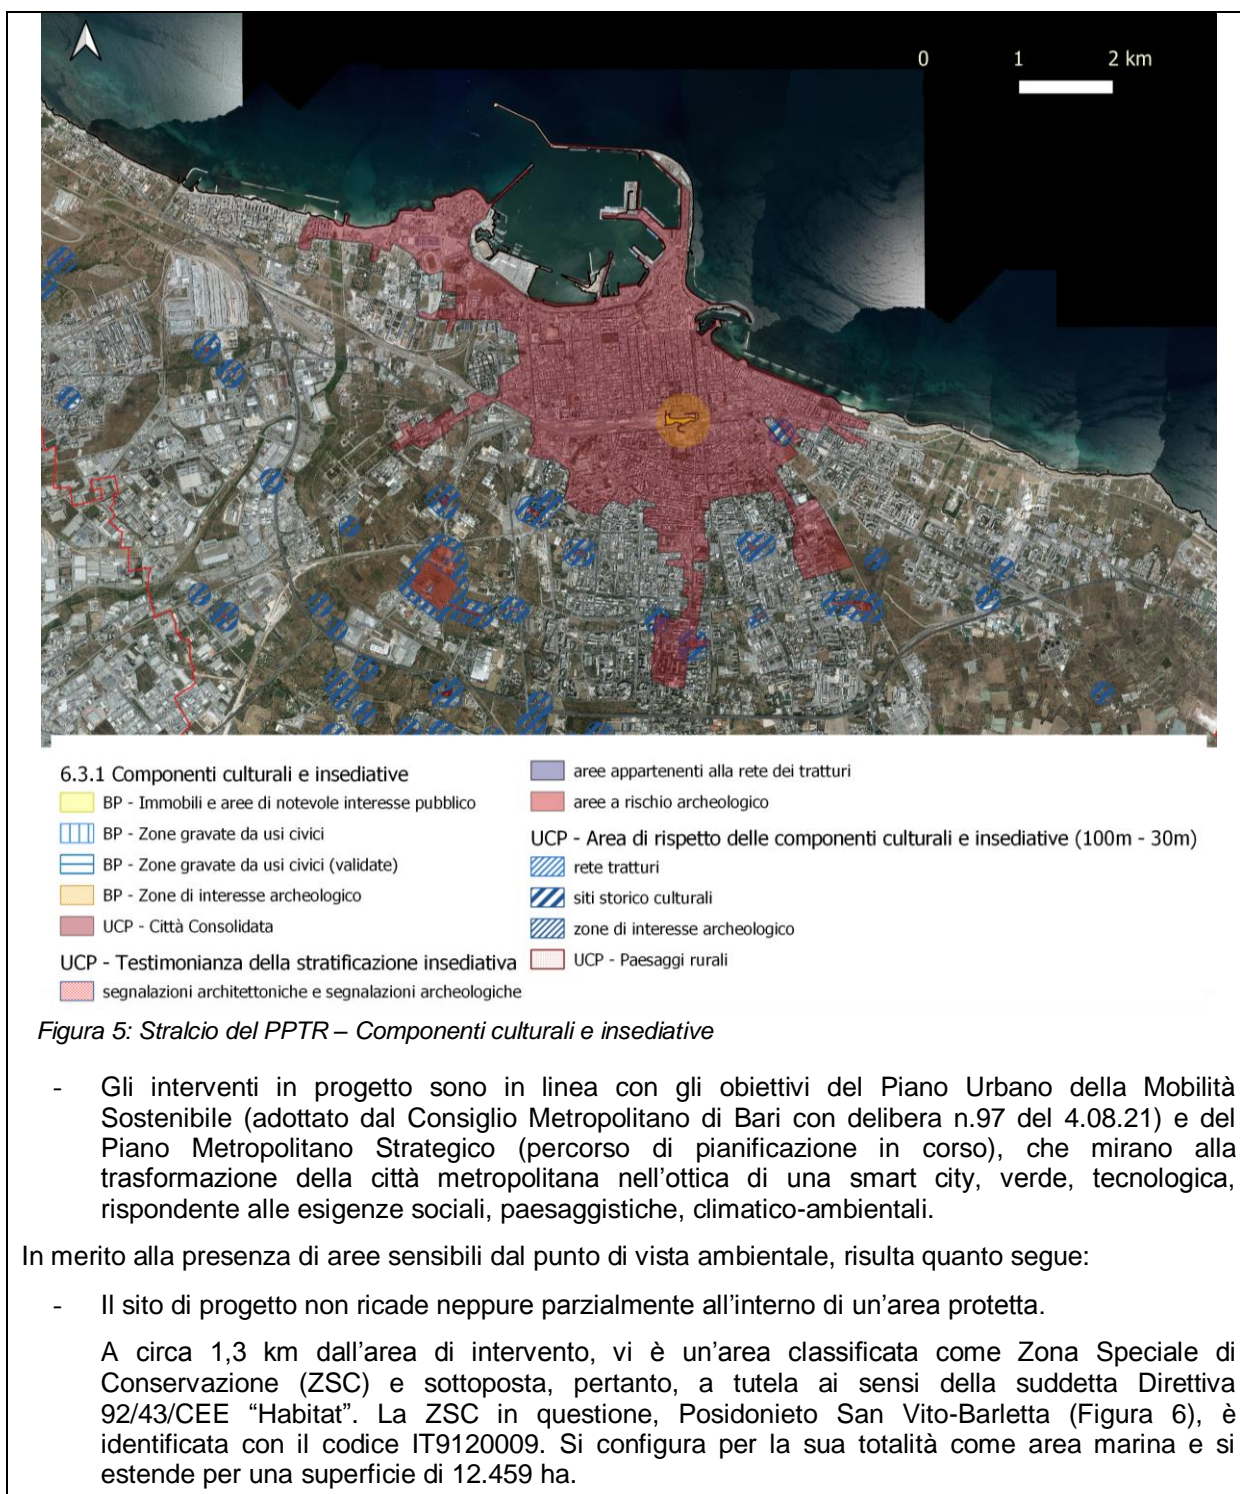 0 1 2 km
6.3.1 Componenti culturali e insediative
BP - Immobili e aree di notevole interesse pubblico
BP - Zone gravate da usi civici
BP - Zone gravate da usi civici (validate)
BP - Zone di interesse archeologico
UCP - Città Consolidata
UCP - Testimonianza della stratificazione insediativa
segnalazioni architettoniche e segnalazioni archeologiche
aree appartenenti alla rete dei tratturi
aree a rischio archeologico
UCP - Area di rispetto delle componenti culturali e insediative (100m - 30m)
rete tratturi
siti storico culturali
zone di interesse archeologico
UCP - Paesaggi rurali
Figura 5: Stralcio del PPTR – Componenti culturali e insediative
- Gli interventi in progetto sono in linea con gli obiettivi del Piano Urbano della Mobilità
Sostenibile (adottato dal Consiglio Metropolitano di Bari con delibera n.97 del 4.08.21) e del
Piano Metropolitano Strategico (percorso di pianificazione in corso), che mirano alla
trasformazione della città metropolitana nell’ottica di una smart city, verde, tecnologica,
rispondente alle esigenze sociali, paesaggistiche, climatico-ambientali.
In merito alla presenza di aree sensibili dal punto di vista ambientale, risulta quanto segue:
- Il sito di progetto non ricade neppure parzialmente all’interno di un’area protetta.
A circa 1,3 km dall’area di intervento, vi è un’area classificata come Zona Speciale di
Conservazione (ZSC) e sottoposta, pertanto, a tutela ai sensi della suddetta Direttiva
92/43/CEE “Habitat”. La ZSC in questione, Posidonieto San Vito-Barletta (Figura 6), è
identificata con il codice IT9120009. Si configura per la sua totalità come area marina e si
estende per una superficie di 12.459 ha.